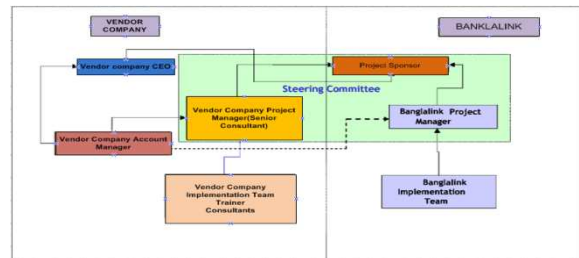 VENDOR
COMPANY
BANKLALINK
Vendor company CEO
Project Sponsor
Steering Committee
Vendor Company Project
Manager(Senior
Consultant)
Banglalink Project
Manager
Vendor Company Account
Manager
Vendor Company
Implementation Team
Trainer
Consultants
Banglalink
Implementation
Team